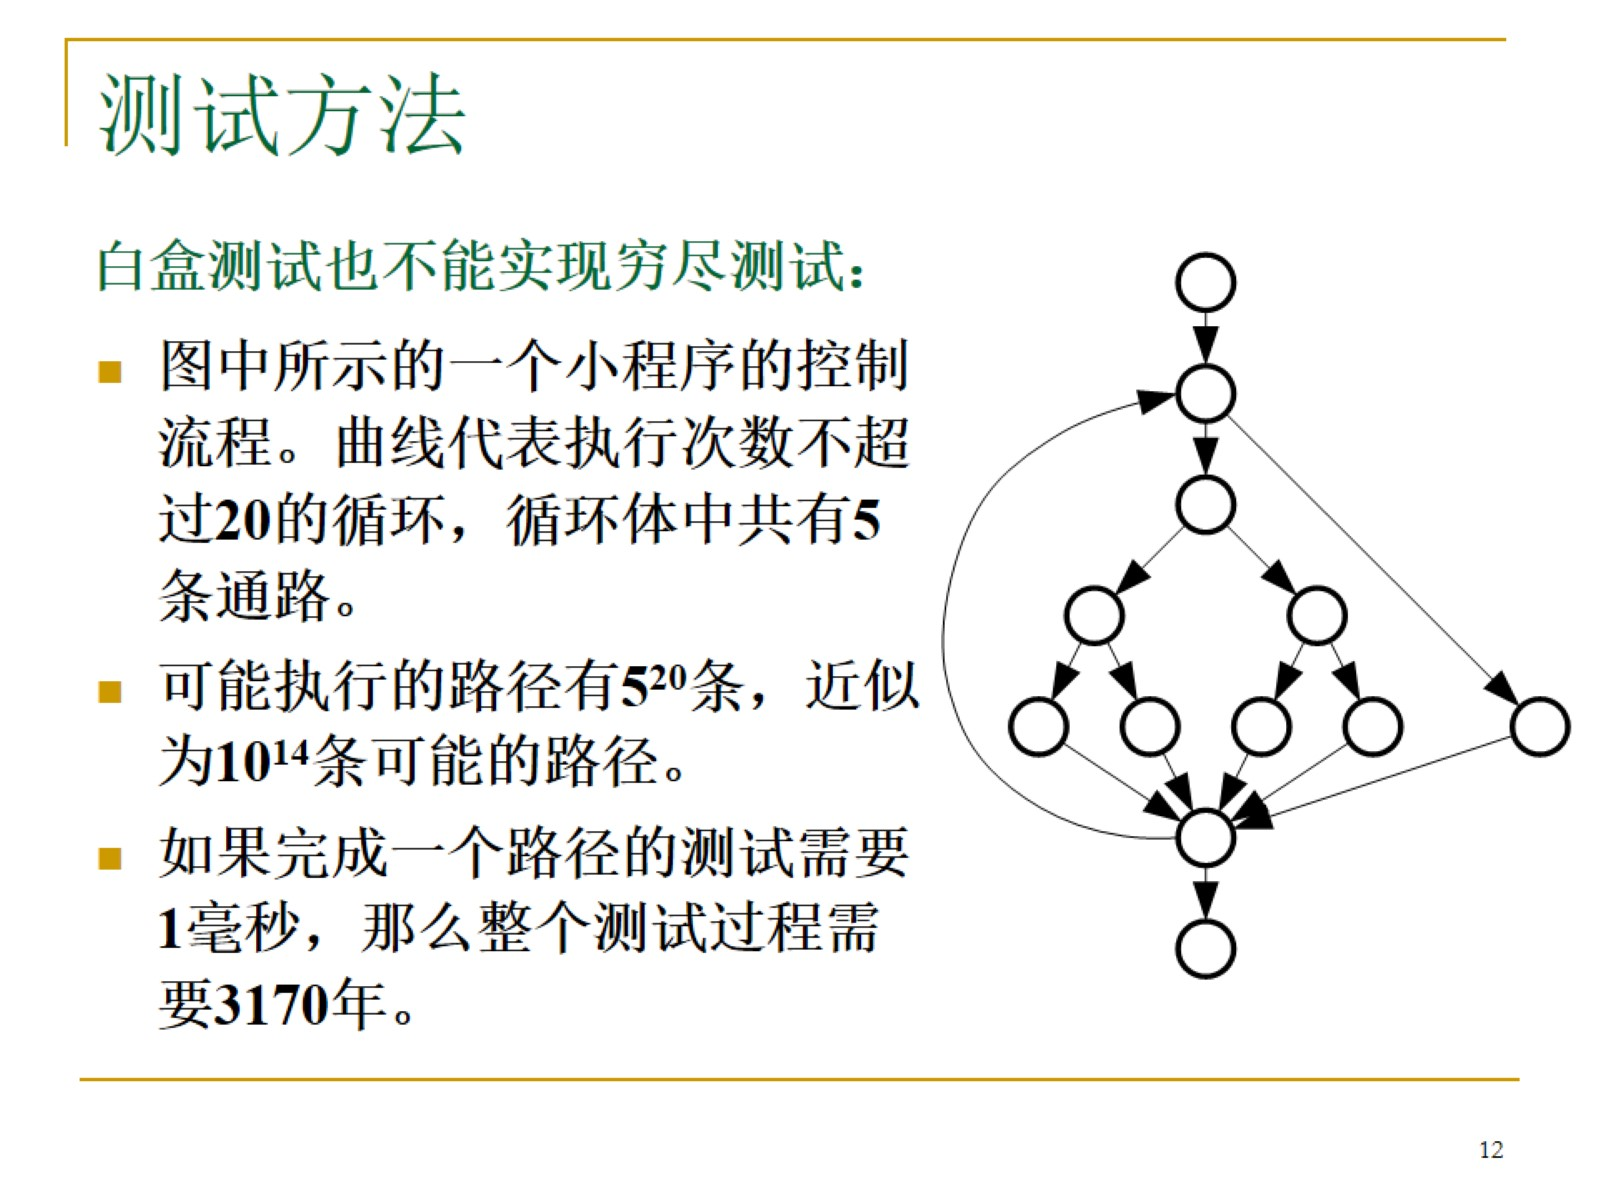 测试方法
白盒测试也不能实现穷尽测试：
图中所示的一个小程序的控制
流程。曲线代表执行次数不超
过20的循环，循环体中共有5
条通路。
可能执行的路径有5²⁰条，近似
为10¹⁴条可能的路径。
如果完成一个路径的测试需要
1毫秒，那么整个测试过程需
要3170年。
12